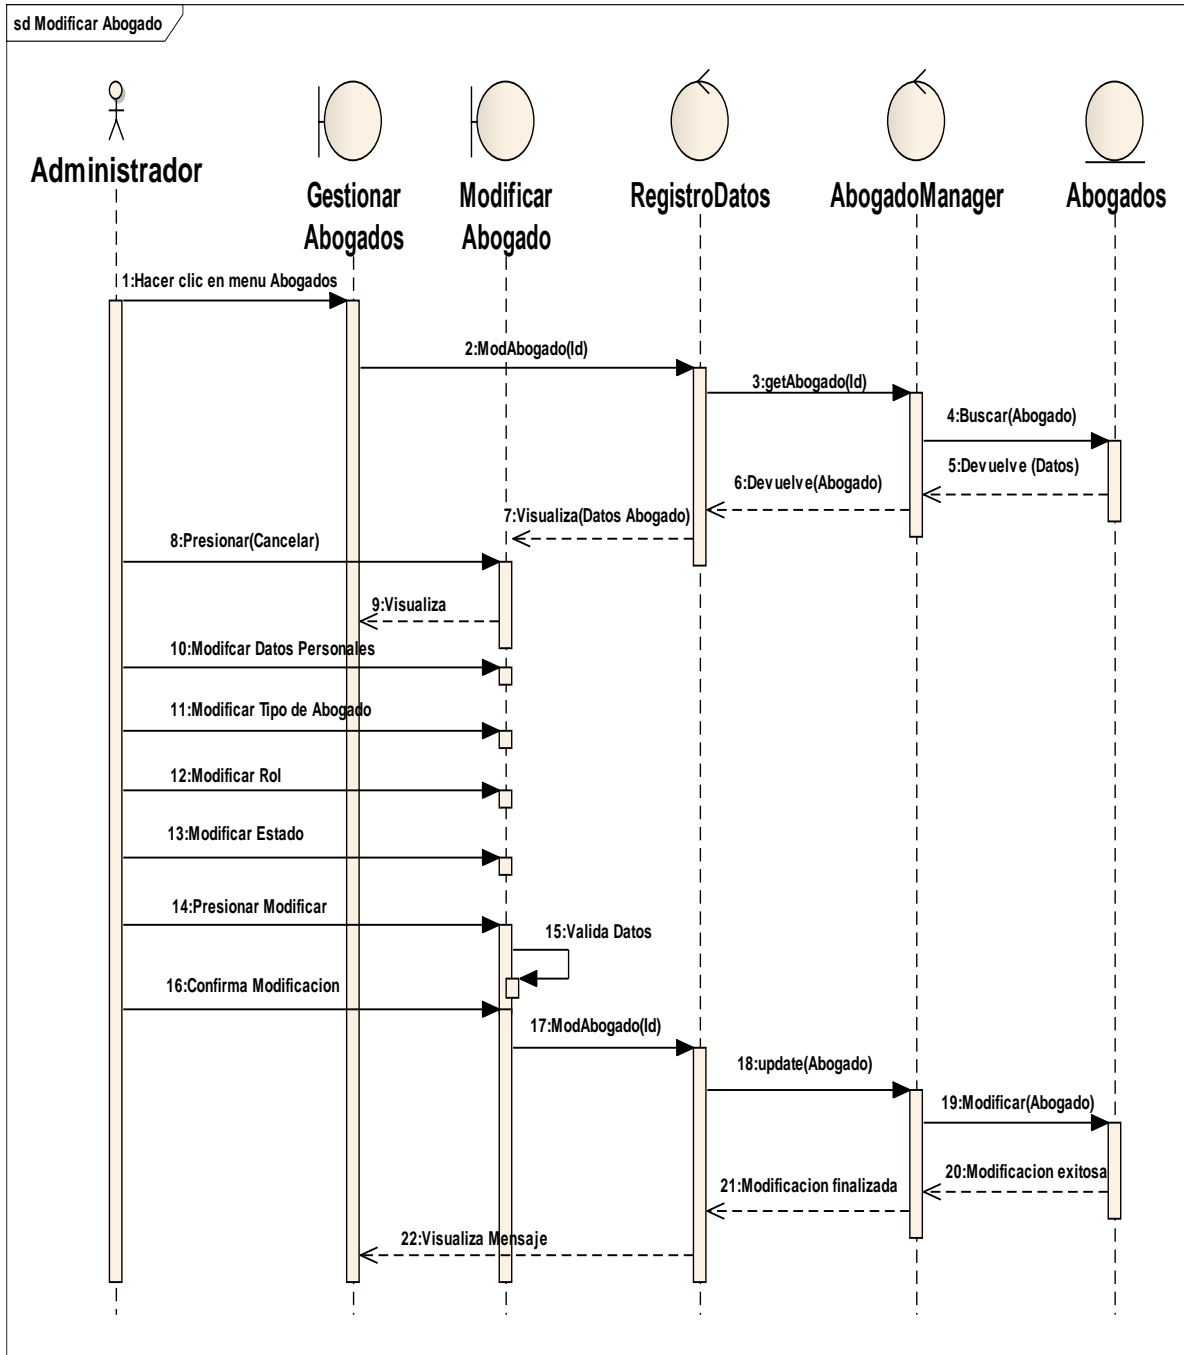 sd Modificar Abogado
Administrador
Gestionar
Abogados
Modificar
Abogado
RegistroDatos
AbogadoManager
Abogados
1:Hacer clic en menu Abogados
2:ModAbogado(Id)
3:getAbogado(Id)
4:Buscar(Abogado)
5:Devuelve (Datos)
6:Devuelve(Abogado)
7:Visualiza(Datos Abogado)
8:Presionar(Cancelar)
9:Visualiza
10:Modifcar Datos Personales
11:Modificar Tipo de Abogado
12:Modificar Rol
13:Modificar Estado
14:Presionar Modificar
15:Valida Datos
16:Confirma Modificacion
17:ModAbogado(Id)
18:update(Abogado)
19:Modificar(Abogado)
20:Modificacion exitosa
21:Modificacion finalizada
22:Visualiza Mensaje